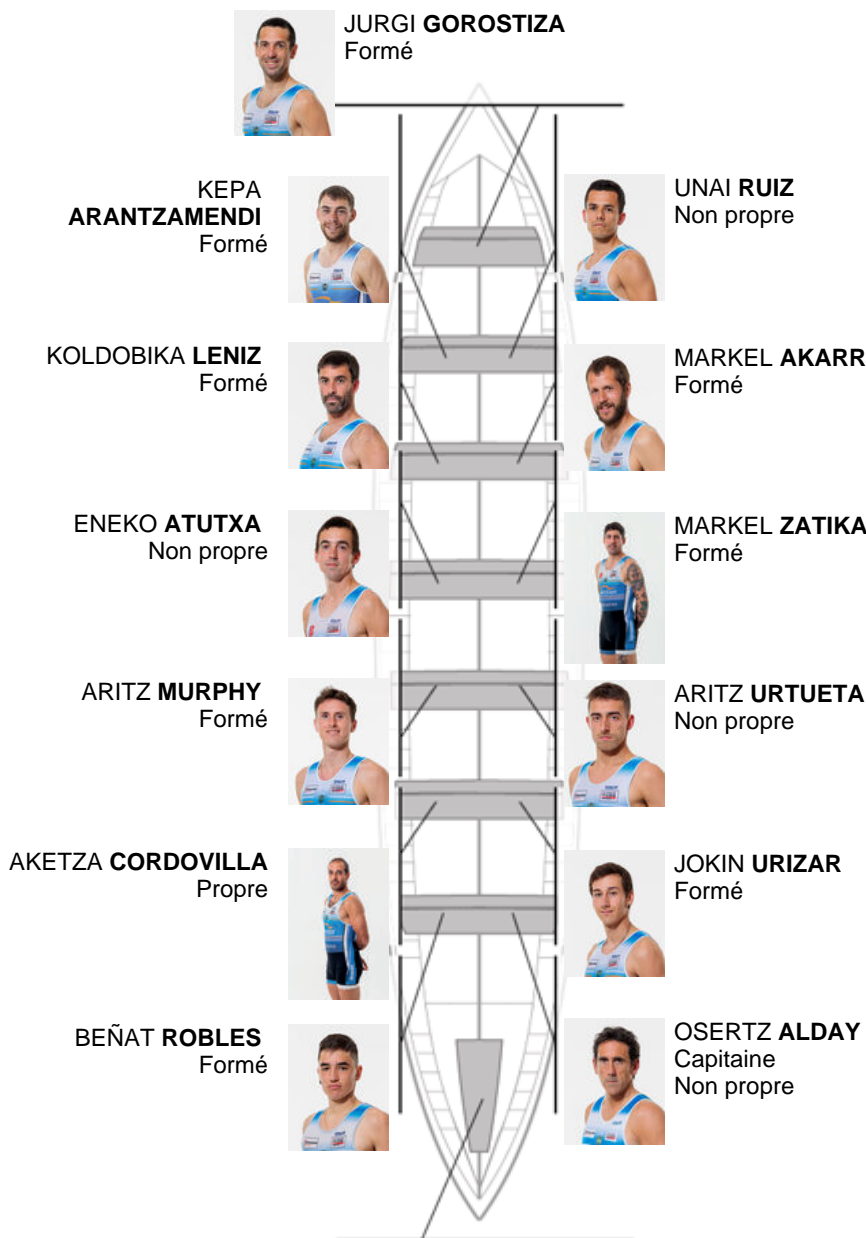 JURGI GOROSTIZA
Formé
KEPA
ARANTZAMENDI
Formé
UNAI RUIZ
Non propre
KOLDOBIKA LENIZ
Formé
MARKEL AKARR
Formé
ENEKO ATUTXA
Non propre
MARKEL ZATIKA
Formé
ARITZ MURPHY
Formé
ARITZ URTUETA
Non propre
AKETZA CORDOVILLA
Propre
JOKIN URIZAR
Formé
BEÑAT ROBLES
Formé
OSERTZ ALDAY
Capitaine
Non propre